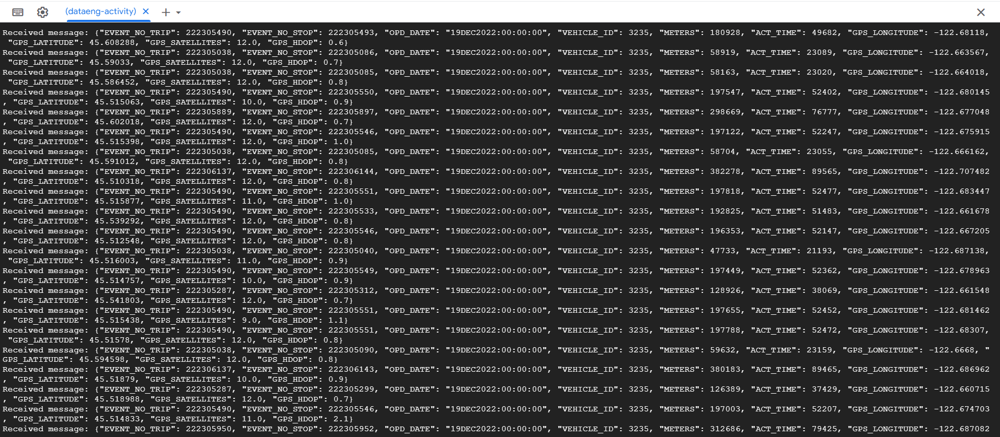 (dataeng-activity)
Received message: {"EVENT_NO_TRIP": 222305490, "EVENT_NO_STOP": 222305493, "OPD_DATE": "19DEC2022:00:00:00", "VEHICLE_ID": 3235, "METERS": 180928, "ACT_TIME": 49682, "GPS_LONGITUDE": -122.68118,
"GPS_LATITUDE": 45.608288, "GPS_SATELLITES": 12.0, "GPS_HDOP": 0.6}
Received message: {"EVENT_NO_TRIP": 222305038, "EVENT_NO_STOP": 222305086, "OPD_DATE": "19DEC2022:00:00:00", "VEHICLE_ID": 3235, "METERS": 58919, "ACT_TIME": 23089, "GPS_LONGITUDE": -122.663567,
"GPS_LATITUDE": 45.59033, "GPS_SATELLITES": 12.0, "GPS_HDOP": 0.7}
Received message: {"EVENT_NO_TRIP": 222305038, "EVENT_NO_STOP": 222305085, "OPD_DATE": "19DEC2022:00:00:00", "VEHICLE_ID": 3235, "METERS": 58163, "ACT_TIME": 23020, "GPS_LONGITUDE": -122.664018,
"GPS_LATITUDE": 45.586452, "GPS_SATELLITES": 12.0, "GPS_HDOP": 0.8}
Received message: {"EVENT_NO_TRIP": 222305490, "EVENT_NO_STOP": 222305550, "OPD_DATE": "19DEC2022:00:00:00", "VEHICLE_ID": 3235, "METERS": 197547, "ACT_TIME": 52402, "GPS_LONGITUDE": -122.680145
, "GPS_LATITUDE": 45.515063, "GPS_SATELLITES": 10.0, "GPS_HDOP": 0.9}
Received message: {"EVENT_NO_TRIP": 222305889, "EVENT_NO_STOP": 222305897, "OPD_DATE": "19DEC2022:00:00:00", "VEHICLE_ID": 3235, "METERS": 298669, "ACT_TIME": 76777, "GPS_LONGITUDE": -122.677048
, "GPS_LATITUDE": 45.602018, "GPS_SATELLITES": 12.0, "GPS_HDOP": 0.7}
Received message: {"EVENT_NO_TRIP": 222305490, "EVENT_NO_STOP": 222305546, "OPD_DATE": "19DEC2022:00:00:00", "VEHICLE_ID": 3235, "METERS": 197122, "ACT_TIME": 52247, "GPS_LONGITUDE": -122.675915
, "GPS_LATITUDE": 45.515398, "GPS_SATELLITES": 12.0, "GPS_HDOP": 1.0}
Received message: {"EVENT_NO_TRIP": 222305038, "EVENT_NO_STOP": 222305085, "OPD_DATE": "19DEC2022:00:00:00", "VEHICLE_ID": 3235, "METERS": 58704, "ACT_TIME": 23055, "GPS_LONGITUDE": -122.666162,
"GPS_LATITUDE": 45.591012, "GPS_SATELLITES": 12.0, "GPS_HDOP": 0.8}
Received message: {"EVENT_NO_TRIP": 222306137, "EVENT_NO_STOP": 222306144, "OPD_DATE": "19DEC2022:00:00:00", "VEHICLE_ID": 3235, "METERS": 382278, "ACT_TIME": 89565, "GPS_LONGITUDE": -122.707482
, "GPS_LATITUDE": 45.510318, "GPS_SATELLITES": 12.0, "GPS_HDOP": 0.8}
Received message: {"EVENT_NO_TRIP": 222305490, "EVENT_NO_STOP": 222305551, "OPD_DATE": "19DEC2022:00:00:00", "VEHICLE_ID": 3235, "METERS": 197818, "ACT_TIME": 52477, "GPS_LONGITUDE": -122.683447
, "GPS_LATITUDE": 45.515877, "GPS_SATELLITES": 11.0, "GPS_HDOP": 1.0}
Received message: {"EVENT_NO_TRIP": 222305490, "EVENT_NO_STOP": 222305533, "OPD_DATE": "19DEC2022:00:00:00", "VEHICLE_ID": 3235, "METERS": 192825, "ACT_TIME": 51483, "GPS_LONGITUDE": -122.661678
, "GPS_LATITUDE": 45.539292, "GPS_SATELLITES": 12.0, "GPS_HDOP": 0.8}
Received message: {"EVENT_NO_TRIP": 222305490, "EVENT_NO_STOP": 222305546, "OPD_DATE": "19DEC2022:00:00:00", "VEHICLE_ID": 3235, "METERS": 196353, "ACT_TIME": 52147, "GPS_LONGITUDE": -122.667205
, "GPS_LATITUDE": 45.512548, "GPS_SATELLITES": 12.0, "GPS_HDOP": 0.8}
Received message: {"EVENT_NO_TRIP": 222305038, "EVENT_NO_STOP": 222305040, "OPD_DATE": "19DEC2022:00:00:00", "VEHICLE_ID": 3235, "METERS": 47733, "ACT_TIME": 21193, "GPS_LONGITUDE": -122.687138,
"GPS_LATITUDE": 45.516003, "GPS_SATELLITES": 11.0, "GPS_HDOP": 0.9}
Received message: {"EVENT_NO_TRIP": 222305490, "EVENT_NO_STOP": 222305549, "OPD_DATE": "19DEC2022:00:00:00", "VEHICLE_ID": 3235, "METERS": 197449, "ACT_TIME": 52362, "GPS_LONGITUDE": -122.678963
, "GPS_LATITUDE": 45.514757, "GPS_SATELLITES": 10.0, "GPS_HDOP": 0.9}
Received message: {"EVENT_NO_TRIP": 222305287, "EVENT_NO_STOP": 222305312, "OPD_DATE": "19DEC2022:00:00:00", "VEHICLE_ID": 3235, "METERS": 128926, "ACT_TIME": 38069, "GPS_LONGITUDE": -122.661548
, "GPS_LATITUDE": 45.541803, "GPS_SATELLITES": 12.0, "GPS_HDOP": 0.7}
Received message: {"EVENT_NO_TRIP": 222305490, "EVENT_NO_STOP": 222305551, "OPD_DATE": "19DEC2022:00:00:00", "VEHICLE_ID": 3235, "METERS": 197655, "ACT_TIME": 52452, "GPS_LONGITUDE": -122.681462
, "GPS_LATITUDE": 45.515438, "GPS_SATELLITES": 9.0, "GPS_HDOP": 1.1}
Received message: {"EVENT_NO_TRIP": 222305490, "EVENT_NO_STOP": 222305551, "OPD_DATE": "19DEC2022:00:00:00", "VEHICLE_ID": 3235, "METERS": 197788, "ACT_TIME": 52472, "GPS_LONGITUDE": -122.68307,
"GPS_LATITUDE": 45.51578, "GPS_SATELLITES": 12.0, "GPS_HDOP": 0.8}
Received message: {"EVENT_NO_TRIP": 222305038, "EVENT_NO_STOP": 222305090, "OPD_DATE": "19DEC2022:00:00:00", "VEHICLE_ID": 3235, "METERS": 59632, "ACT_TIME": 23159, "GPS_LONGITUDE": -122.6668, "
GPS_LATITUDE": 45.594598, "GPS_SATELLITES": 12.0, "GPS_HDOP": 0.8}
Received message: {"EVENT_NO_TRIP": 222306137, "EVENT_NO_STOP": 222306143, "OPD_DATE": "19DEC2022:00:00:00", "VEHICLE_ID": 3235, "METERS": 380183, "ACT_TIME": 89465, "GPS_LONGITUDE": -122.686962
, "GPS_LATITUDE": 45.51879, "GPS_SATELLITES": 10.0, "GPS_HDOP": 0.9}
Received message: {"EVENT_NO_TRIP": 222305287, "EVENT_NO_STOP": 222305299, "OPD_DATE": "19DEC2022:00:00:00", "VEHICLE_ID": 3235, "METERS": 126389, "ACT_TIME": 37429, "GPS_LONGITUDE": -122.660715
, "GPS_LATITUDE": 45.518988, "GPS_SATELLITES": 12.0, "GPS_HDOP": 0.7}
Received message: {"EVENT_NO_TRIP": 222305490, "EVENT_NO_STOP": 222305546, "OPD_DATE": "19DEC2022:00:00:00", "VEHICLE_ID": 3235, "METERS": 197003, "ACT_TIME": 52207, "GPS_LONGITUDE": -122.674703
, "GPS_LATITUDE": 45.514833, "GPS_SATELLITES": 11.0, "GPS_HDOP": 2.1}
Received message: {"EVENT_NO_TRIP": 222305950, "EVENT_NO_STOP": 222305952, "OPD_DATE": "19DEC2022:00:00:00", "VEHICLE_ID": 3235, "METERS": 312686, "ACT_TIME": 79425, "GPS_LONGITUDE": -122.687082